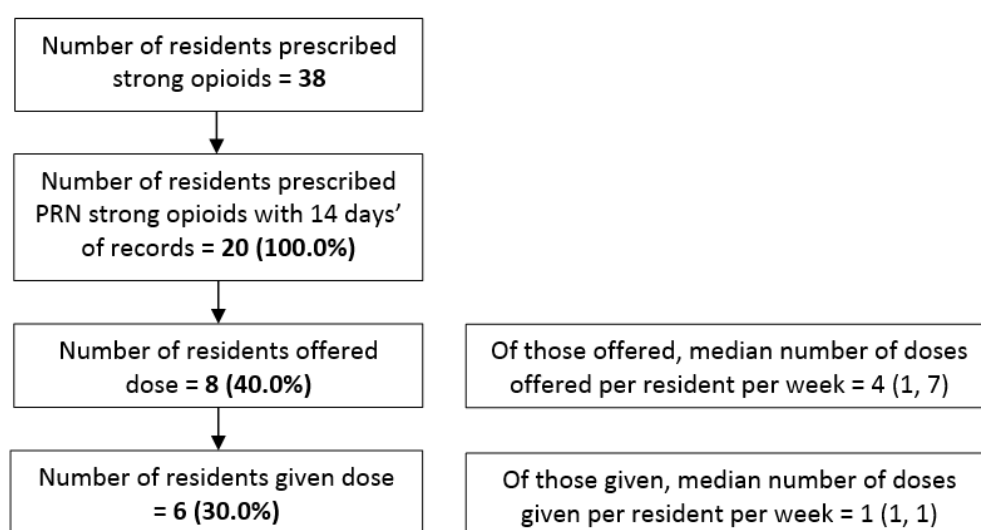 Number of residents prescribed
strong opioids = 38
Number of residents prescribed
PRN strong opioids with 14 days’
of records = 20 (100.0%)
Number of residents offered
dose = 8 (40.0%)
Of those offered, median number of doses
offered per resident per week = 4 (1, 7)
Number of residents given dose
= 6 (30.0%)
Of those given, median number of doses
given per resident per week = 1 (1, 1)